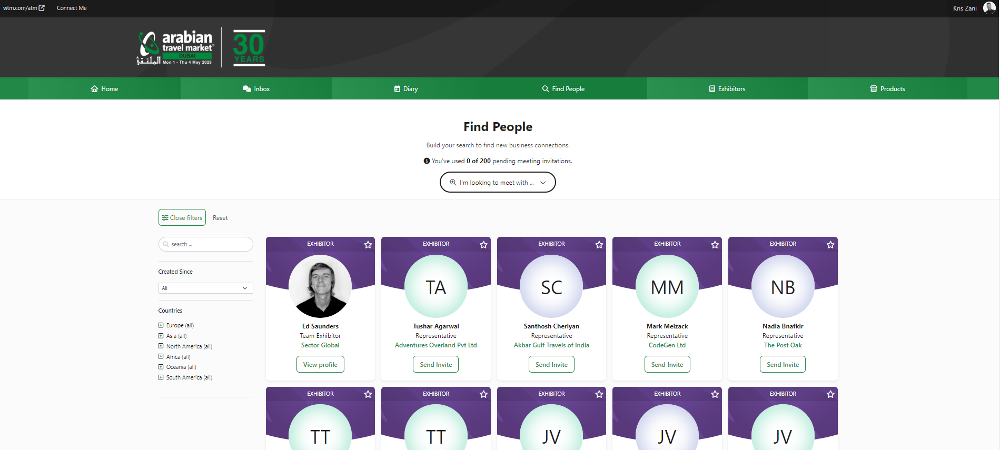 wtm.com/atm
Connect Me
Kris Zani
arabian
travel market®
DUBAI
الملتقى
Mon 1 - Thu 4 May 2023
30
YEARS
Home
Inbox
Diary
Find People
Exhibitors
Products
Find People
Build your search to find new business connections.
You've used 0 of 200 pending meeting invitations.
I'm looking to meet with ...
Close filters
Reset
search ...
Created Since
All
Countries
Europe (all)
Asia (all)
North America (all)
Africa (all)
Oceania (all)
South America (all)
EXHIBITOR
Ed Saunders
Team Exhibitor
Sector Global
View profile
EXHIBITOR
TA
Tushar Agarwal
Representative
Adventures Overland Pvt Ltd
Send Invite
EXHIBITOR
SC
Santhosh Cheriyan
Representative
Akbar Gulf Travels of India
Send Invite
EXHIBITOR
MM
Mark Melzack
Representative
CodeGen Ltd
Send Invite
EXHIBITOR
NB
Nadia Bnafkir
Representative
The Post Oak
Send Invite
EXHIBITOR
TT
EXHIBITOR
TT
EXHIBITOR
JV
EXHIBITOR
JV
EXHIBITOR
JV